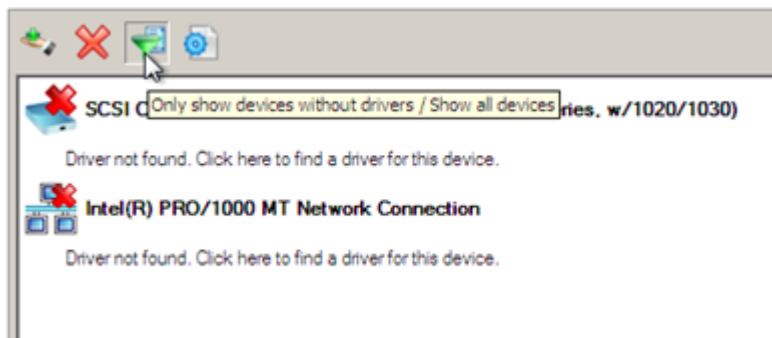 SCSI C Only show devices without drivers / Show all devices ries, w/1020/1030)
Driver not found. Click here to find a driver for this device.
Intel(R) PRO/1000 MT Network Connection
Driver not found. Click here to find a driver for this device.